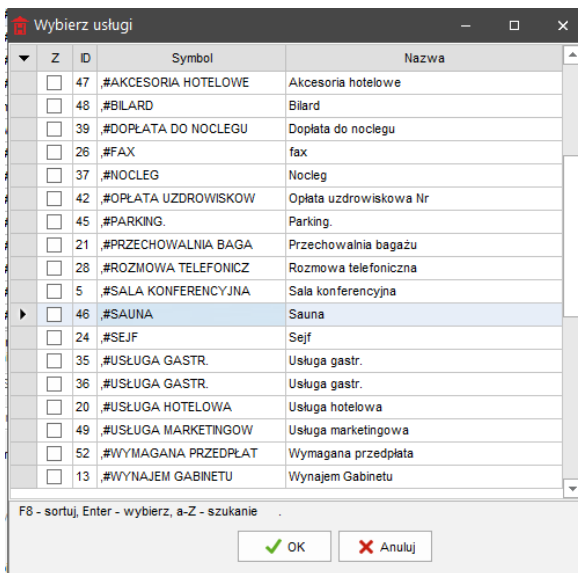 Wybierz usługi
Z ID Symbol Nazwa
47 ,#AKCESORIA HOTELOWE Akcesoria hotelowe
48 ,#BILARD Bilard
39 ,#DOPŁATA DO NOCLEGU Dopłata do noclegu
26 ,#FAX fax
37 ,#NOCLEG Nocleg
42 ,#OPŁATA UZDROWISKOW Opłata uzdrowiskowa Nr
45 ,#PARKING. Parking.
21 ,#PRZECHOWALNIA BAGA Przechowalnia bagażu
28 ,#ROZMOWA TELEFONICZ Rozmowa telefoniczna
5 ,#SALA KONFERENCYJNA Sala konferencyjna
46 ,#SAUNA Sauna
24 ,#SEJF Sejf
35 ,#USŁUGA GASTR. Usługa gastr.
36 ,#USŁUGA GASTR. Usługa gastr.
20 ,#USŁUGA HOTELOWA Usługa hotelowa
49 ,#USŁUGA MARKETINGOW Usługa marketingowa
52 ,#WYMAGANA PRZEDPŁAT Wymagana przedpłata
13 ,#WYNAJEM GABINETU Wynajem Gabinetu
F8 - sortuj, Enter - wybierz, a-Z - szukanie .
OK Anuluj